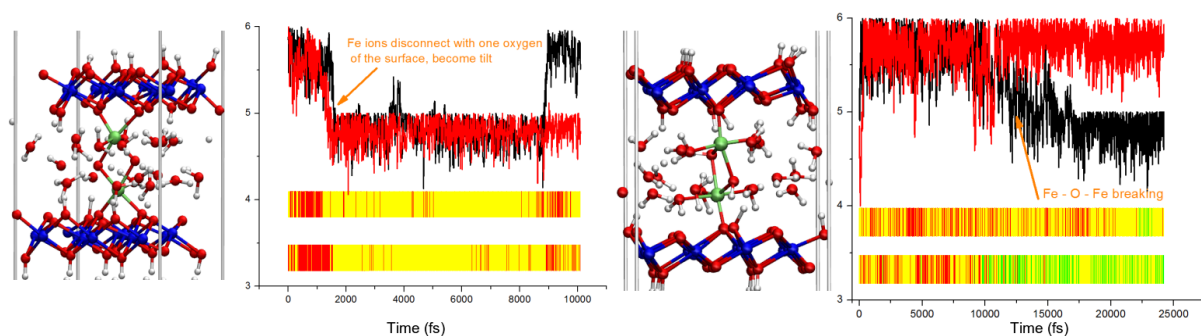 6
Fe ions disconnect with one oxygen
of the surface, become tilt
5
4
3
0 2000 4000 6000 8000 10000
Time (fs)
6
5
Fe - O - Fe breaking
4
3
0 5000 10000 15000 20000 25000
Time (fs)